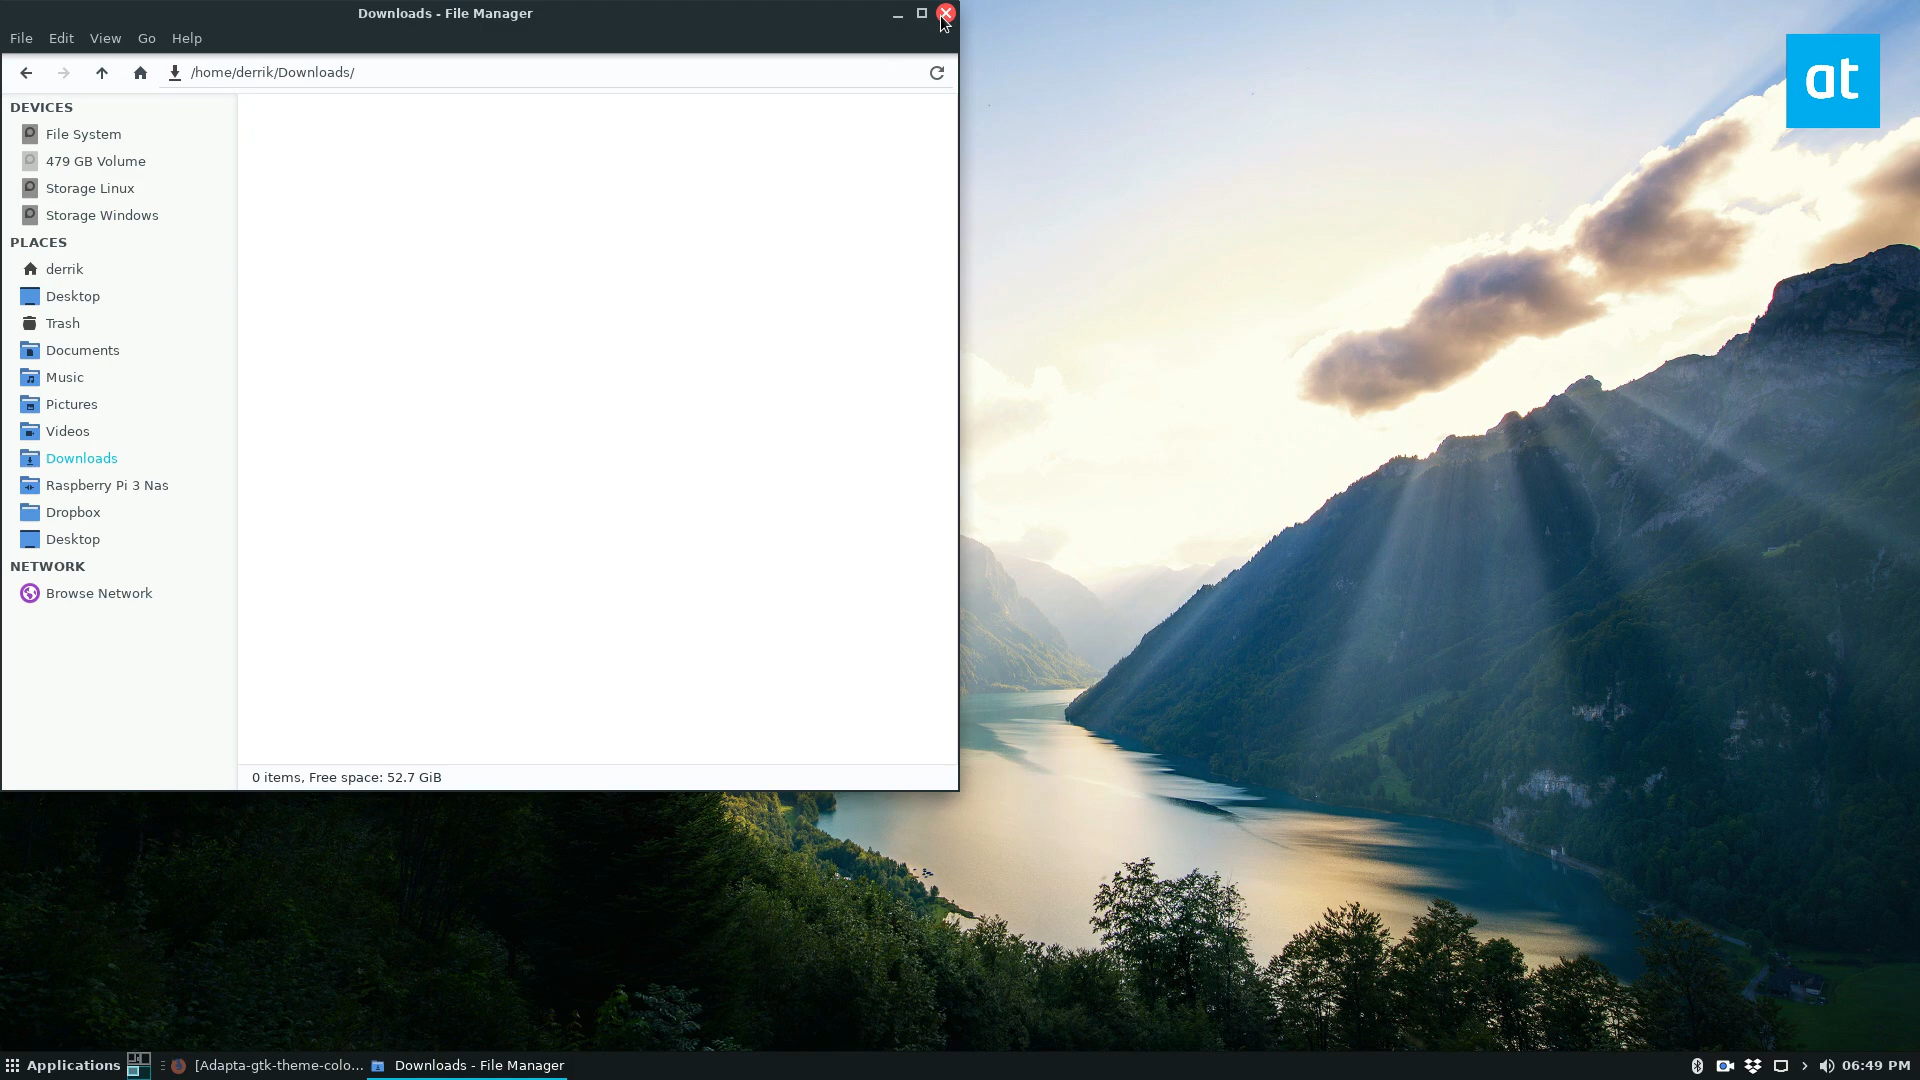 Downloads - File Manager
File Edit View Go Help
/home/derrik/Downloads/
DEVICES
File System
479 GB Volume
Storage Linux
Storage Windows
PLACES
derrik
Desktop
Trash
Documents
Music
Pictures
Videos
Downloads
Raspberry Pi 3 Nas
Dropbox
Desktop
NETWORK
Browse Network
0 items, Free space: 52.7 GiB
at
Applications [Adapta-gtk-theme-colo... Downloads - File Manager 06:49 PM